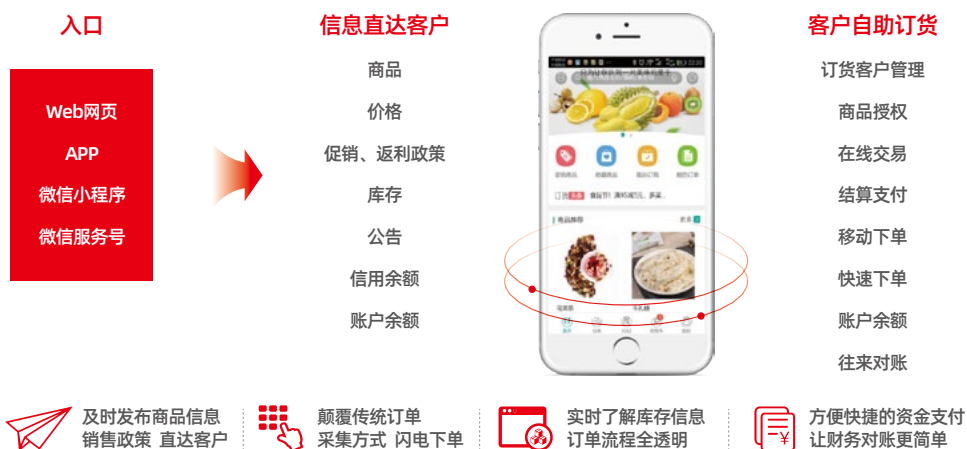 入口
Web网页
APP
微信小程序
微信服务号
信息直达客户
商品
价格
促销、返利政策
库存
公告
信用余额
账户余额
商品推荐
更多
客户自助订货
订货客户管理
商品授权
在线交易
结算支付
移动下单
快速下单
账户余额
往来对账
及时发布商品信息
销售政策 直达客户
颠覆传统订单
采集方式 闪电下单
实时了解库存信息
订单流程全透明
方便快捷的资金支付
让财务对账更简单